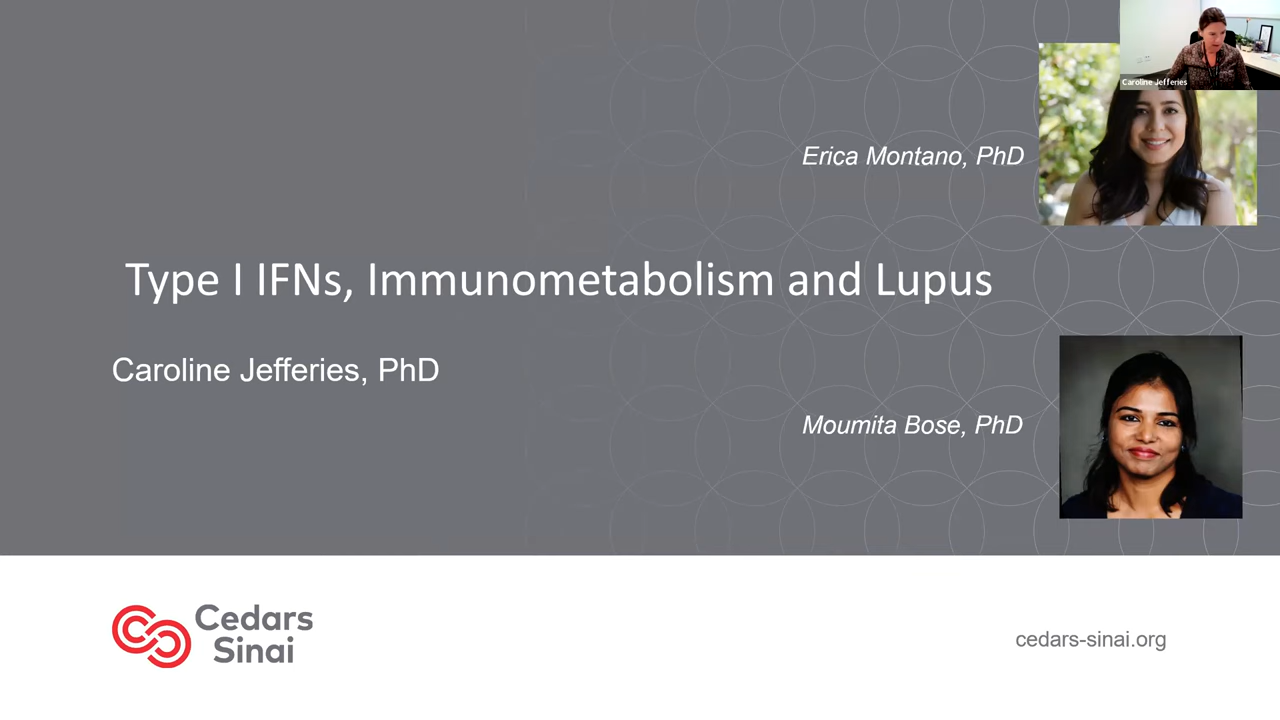 Caroline Jefferies
Erica Montano, PhD
Type I IFNs, Immunometabolism and Lupus
Caroline Jefferies, PhD
Moumita Bose, PhD
Cedars
Sinai
cedars-sinai.org